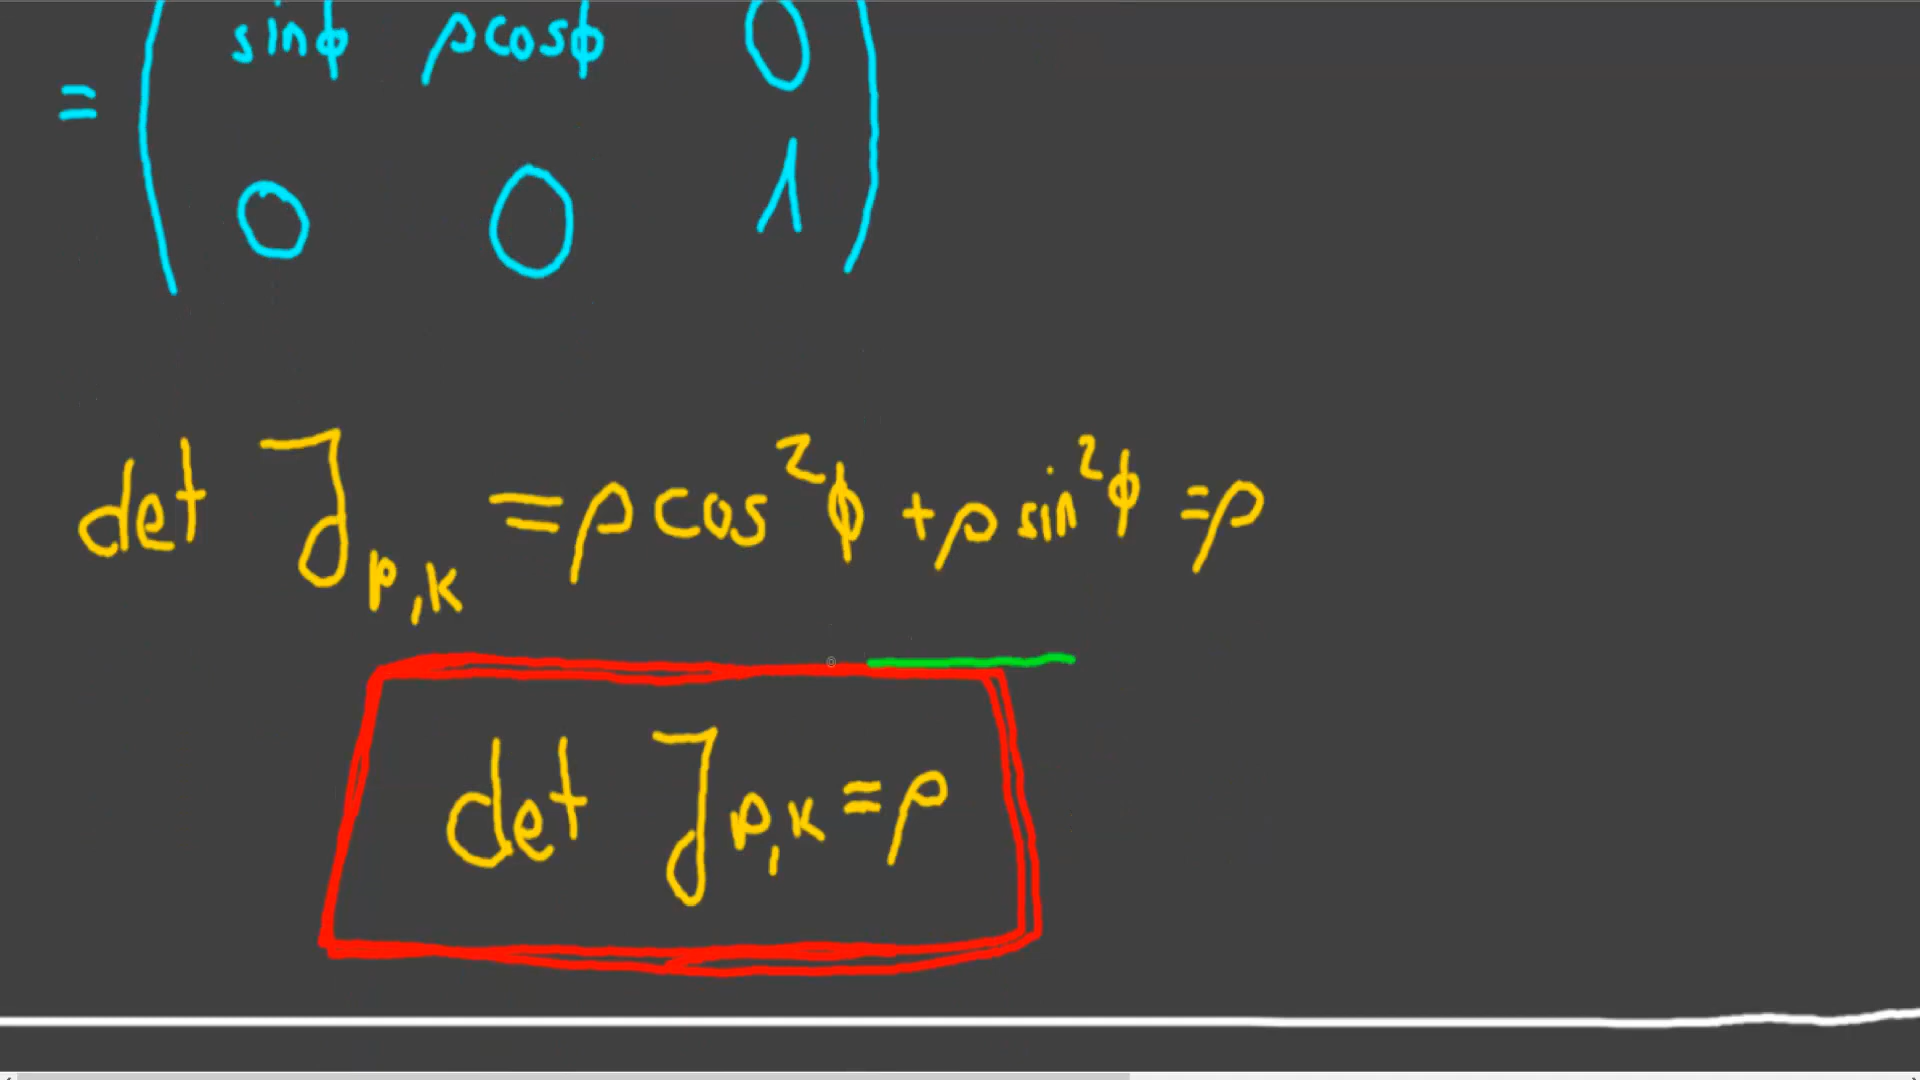 sinϕ ρcosϕ 0
=
0 0 1
det J_{p,k} = ρcos²ϕ + ρsin²ϕ = ρ
det J_{p,k} = ρ